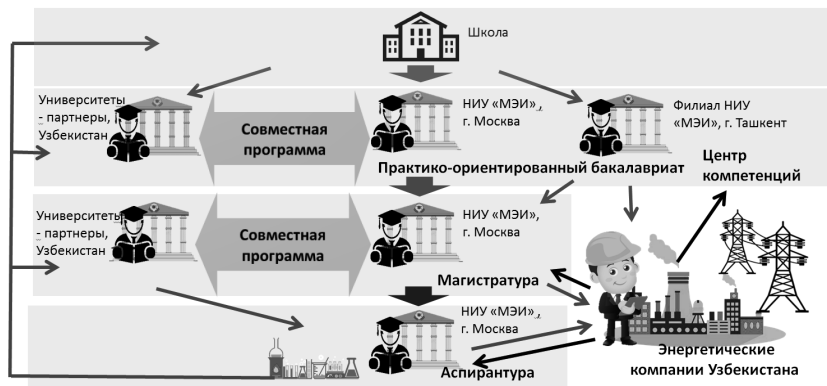 Школа
Университеты
- партнеры,
Узбекистан
Совместная
программа
НИУ «МЭИ»,
г. Москва
Филиал НИУ
«МЭИ», г. Ташкент
Практико-ориентированный бакалавриат
Центр
компетенций
Университеты
- партнеры,
Узбекистан
Совместная
программа
НИУ «МЭИ»,
г. Москва
Магистратура
НИУ «МЭИ»,
г. Москва
Аспирантура
Энергетические
компании Узбекистана